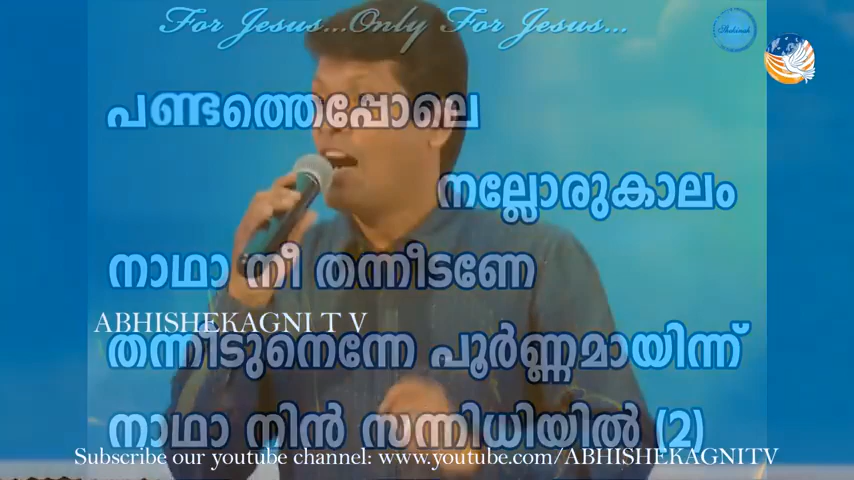 For Jesus...Only For Jesus...
Shekinah
പണ്ടത്തെപ്പോലെ
നല്ലോരുകാലം
നാഥാ നീ തന്നീടണേ
ABHISHEKAGNI T V
തന്നീടുനെന്നേ പൂർണ്ണമായിന്ന്
നാഥാ നിൻ സന്നിധിയിൽ (2)
Subscribe our youtube channel: www.youtube.com/ABHISHEKAGNITV